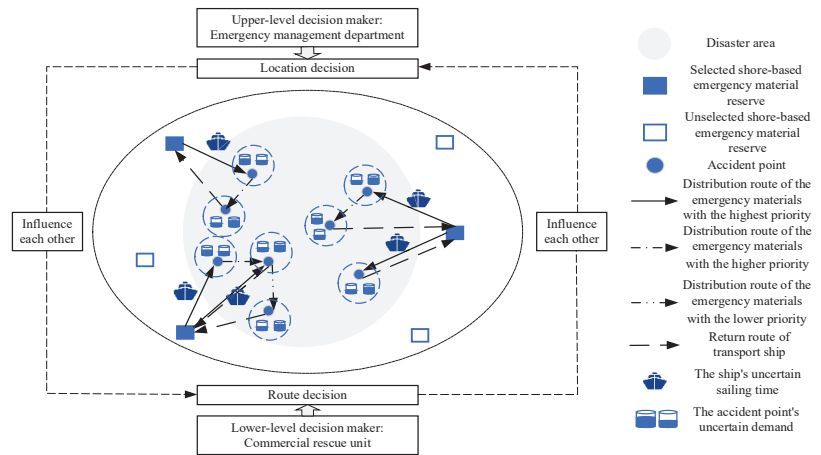 Upper-level decision maker:
Emergency management department
Location decision
Influence
each other
Influence
each other
Route decision
Lower-level decision maker:
Commercial rescue unit
Disaster area
Selected shore-based
emergency material
reserve
Unselected shore-based
emergency material
reserve
Accident point
Distribution route of the
emergency materials
with the highest priority
Distribution route of the
emergency materials
with the higher priority
Distribution route of the
emergency materials
with the lower priority
Return route of
transport ship
The ship's uncertain
sailing time
The accident point's
uncertain demand